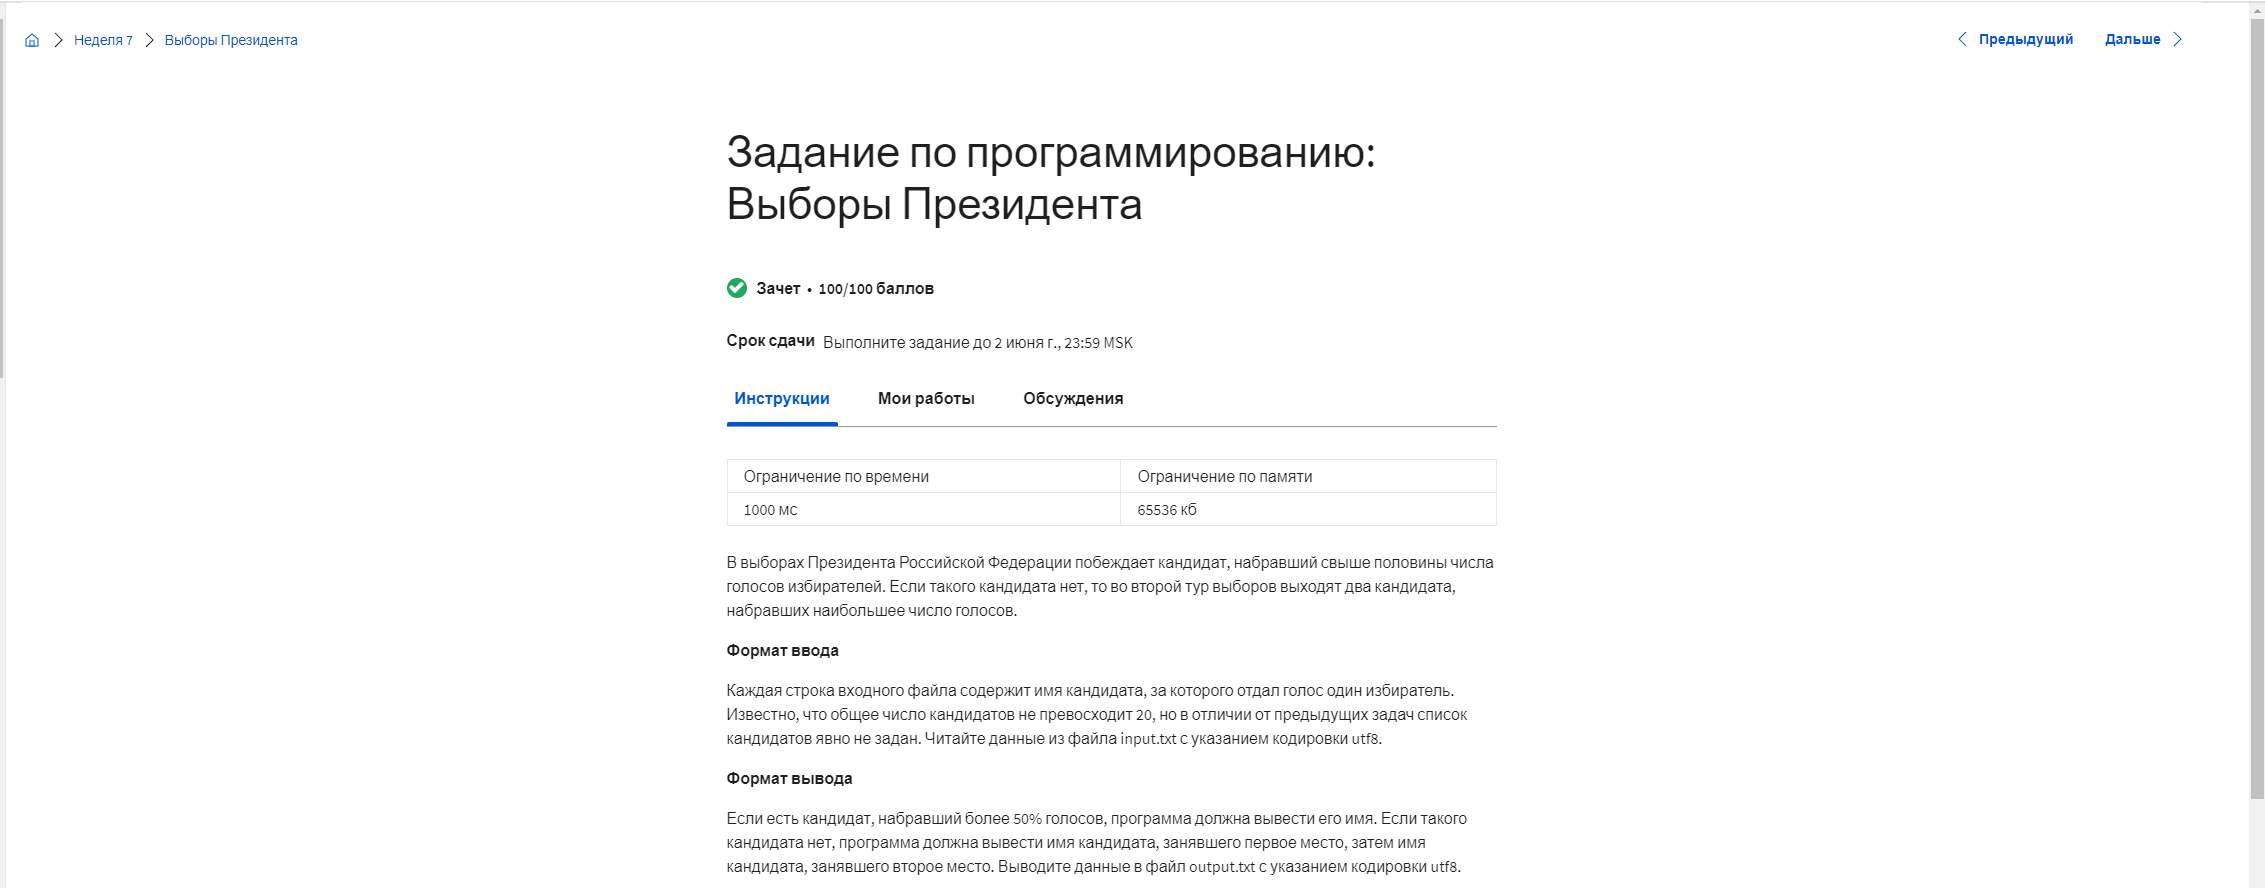 Неделя 7 Выборы Президента
Предыдущий Дальше
Задание по программированию:
Выборы Президента
Зачет • 100/100 баллов
Срок сдачи Выполните задание до 2 июня г., 23:59 MSK
Инструкции Мои работы Обсуждения
Ограничение по времени Ограничение по памяти
1000 мс 65536 кб
В выборах Президента Российской Федерации побеждает кандидат, набравший свыше половины числа
голосов избирателей. Если такого кандидата нет, то во второй тур выборов выходят два кандидата,
набравших наибольшее число голосов.
Формат ввода
Каждая строка входного файла содержит имя кандидата, за которого отдал голос один избиратель.
Известно, что общее число кандидатов не превосходит 20, но в отличии от предыдущих задач список
кандидатов явно не задан. Читайте данные из файла input.txt с указанием кодировки utf8.
Формат вывода
Если есть кандидат, набравший более 50% голосов, программа должна вывести его имя. Если такого
кандидата нет, программа должна вывести имя кандидата, занявшего первое место, затем имя
кандидата, занявшего второе место. Выводите данные в файл output.txt с указанием кодировки utf8.